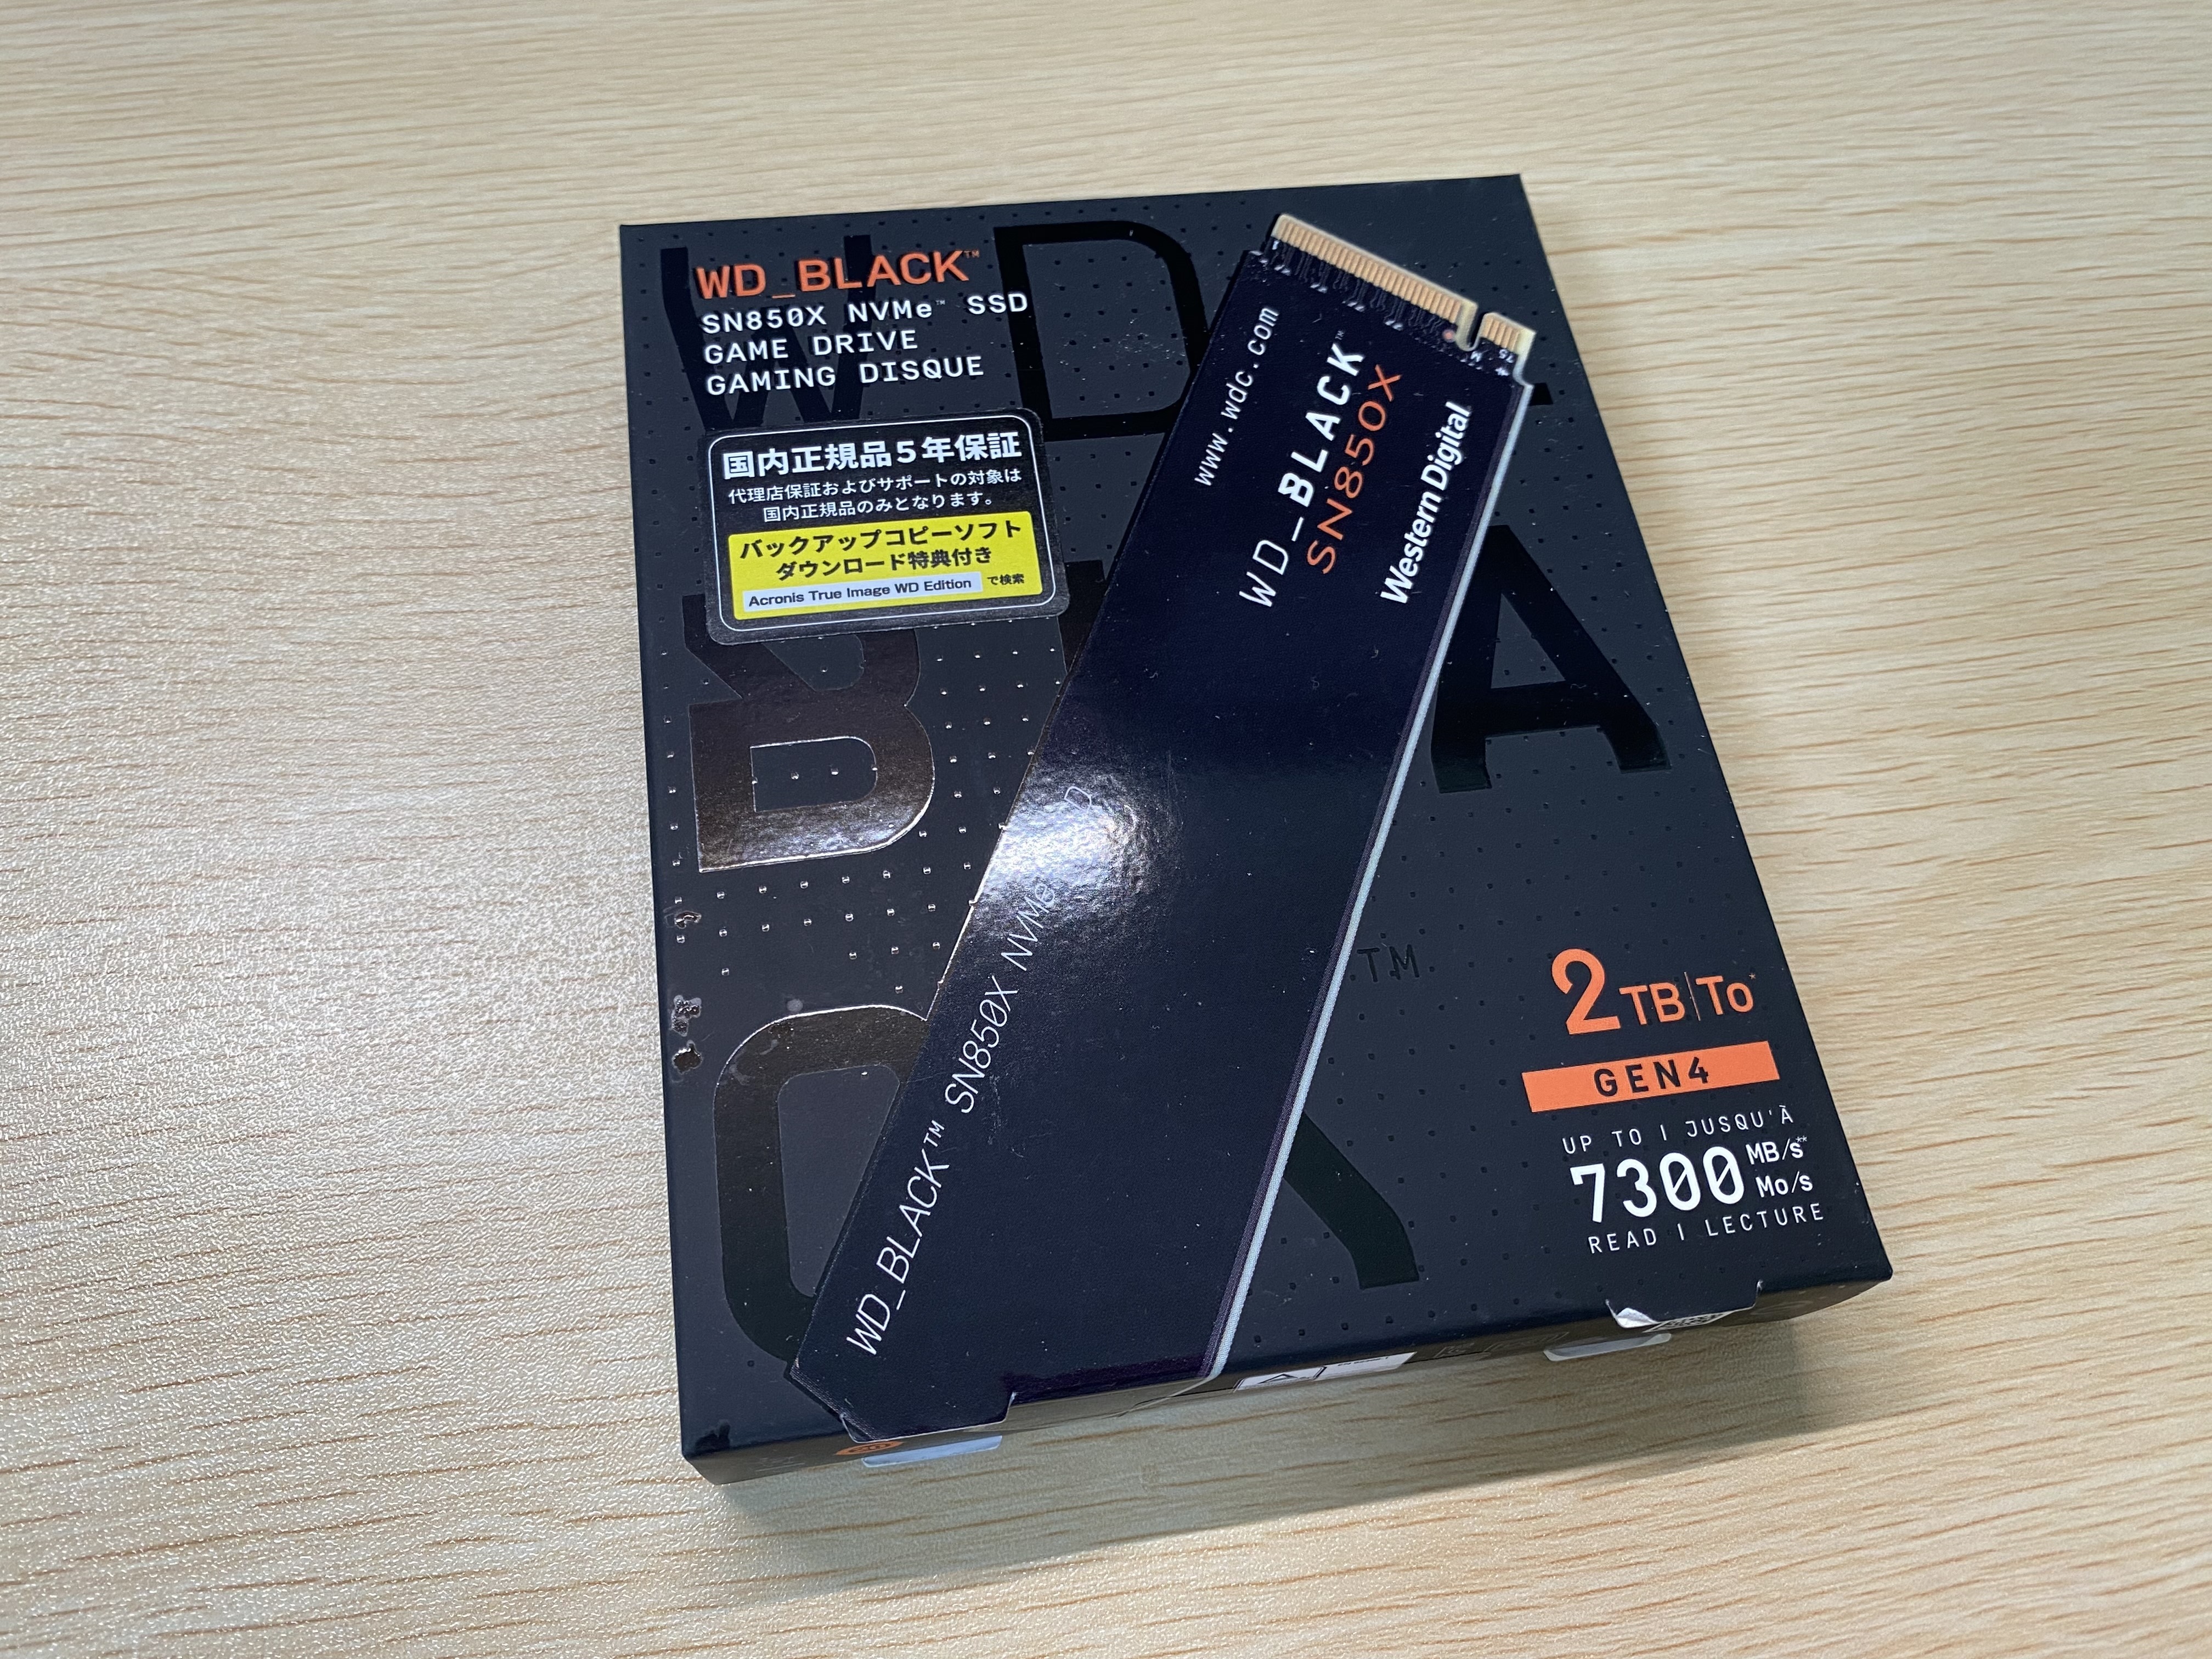 WD_BLACK™
SN850X NVMe™ SSD
GAME DRIVE
GAMING DISQUE
国内正規品5年保証
代理店保証およびサポートの対象は
国内正規品のみとなります。
バックアップコピーソフト
ダウンロード特典付き
Acronis True Image WD Edition で検索
www.wdc.com
WD_BLACK™
SN850X
Western Digital
WD_BLACK™ SN850X NVMe
TM
2TB|To*
GEN4
UP TO | JUSQU'À
7300 MB/s**
Mo/s
READ | LECTURE